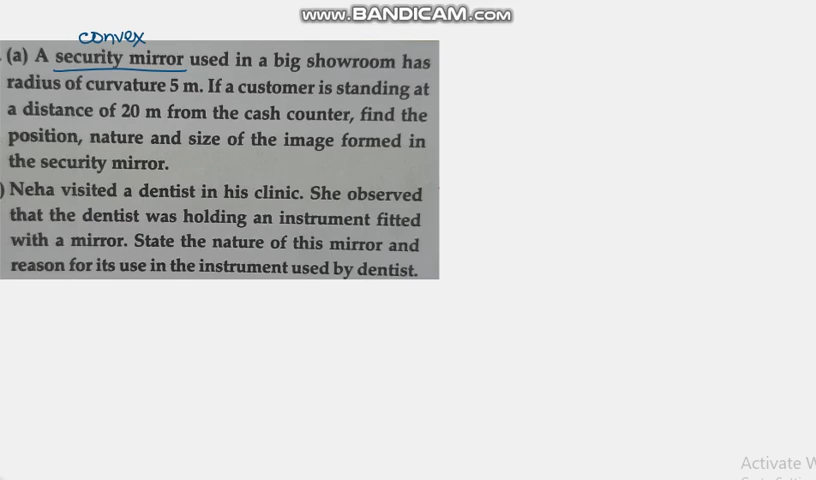 www.BANDICAM.com
convex
(a) A security mirror used in a big showroom has
radius of curvature 5 m. If a customer is standing at
a distance of 20 m from the cash counter, find the
position, nature and size of the image formed in
the security mirror.
) Neha visited a dentist in his clinic. She observed
that the dentist was holding an instrument fitted
with a mirror. State the nature of this mirror and
reason for its use in the instrument used by dentist.
Activate W